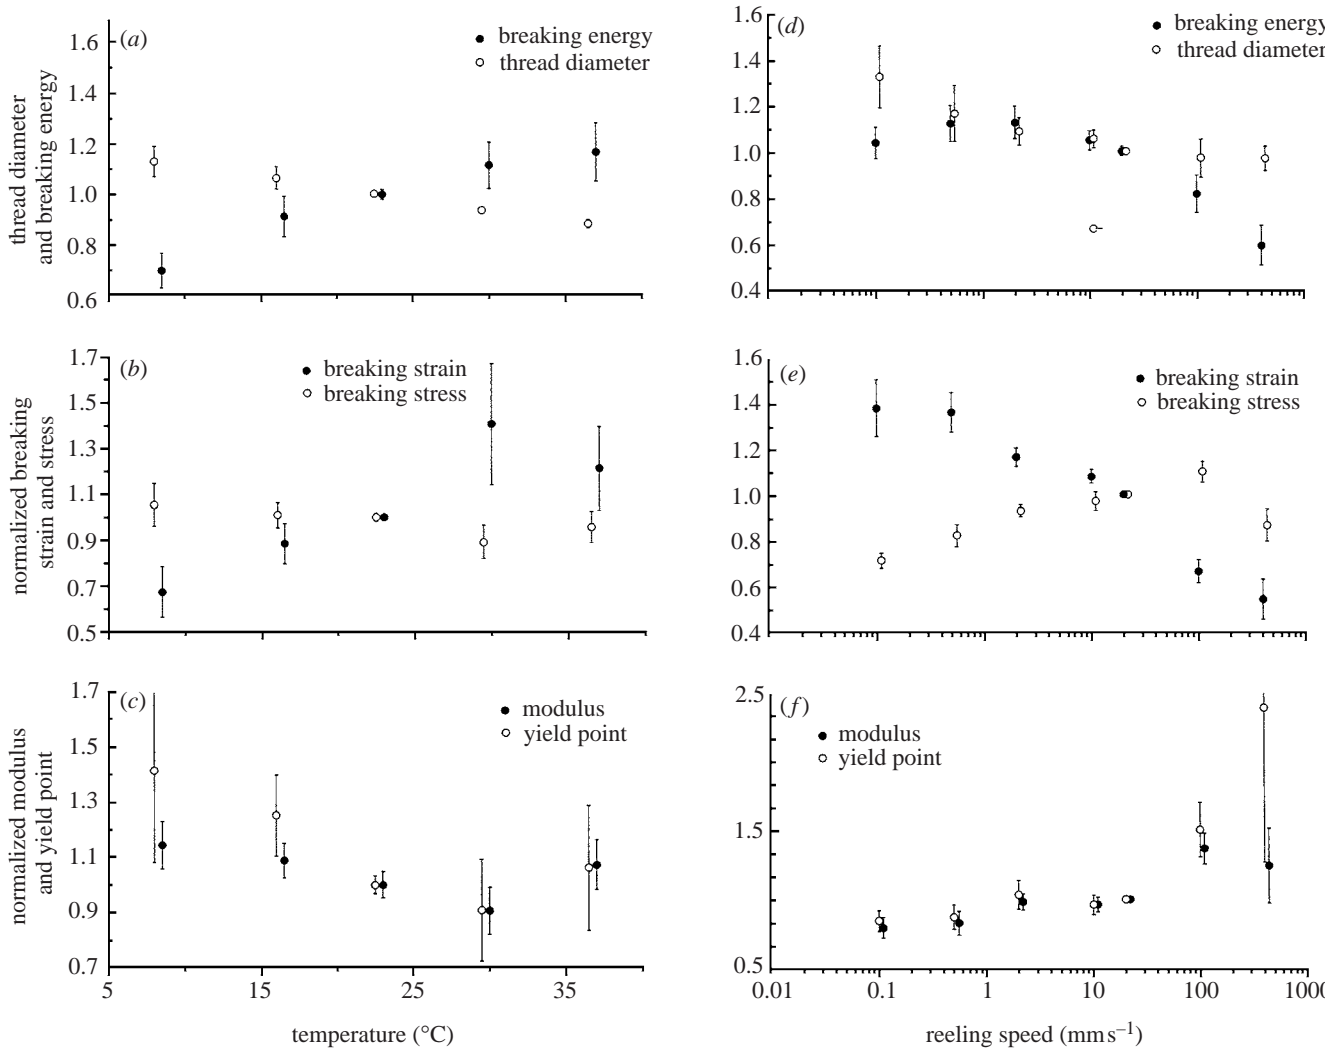 (a)
breaking energy
thread diameter
1.6
1.4
1.2
1.0
0.8
0.6
thread diameter
and breaking energy
(d)
breaking energy
thread diameter
1.6
1.4
1.2
1.0
0.8
0.6
0.4
(b)
breaking strain
breaking stress
1.7
1.5
1.3
1.1
0.9
0.7
0.5
normalized breaking
strain and stress
(e)
breaking strain
breaking stress
1.6
1.4
1.2
1.0
0.8
0.6
0.4
(c)
modulus
yield point
1.7
1.5
1.3
1.1
0.9
0.7
normalized modulus
and yield point
5 15 25 35
temperature (°C)
(f)
modulus
yield point
2.5
1.5
0.5
0.01 0.1 1 10 100 1000
reeling speed (mm s⁻¹)